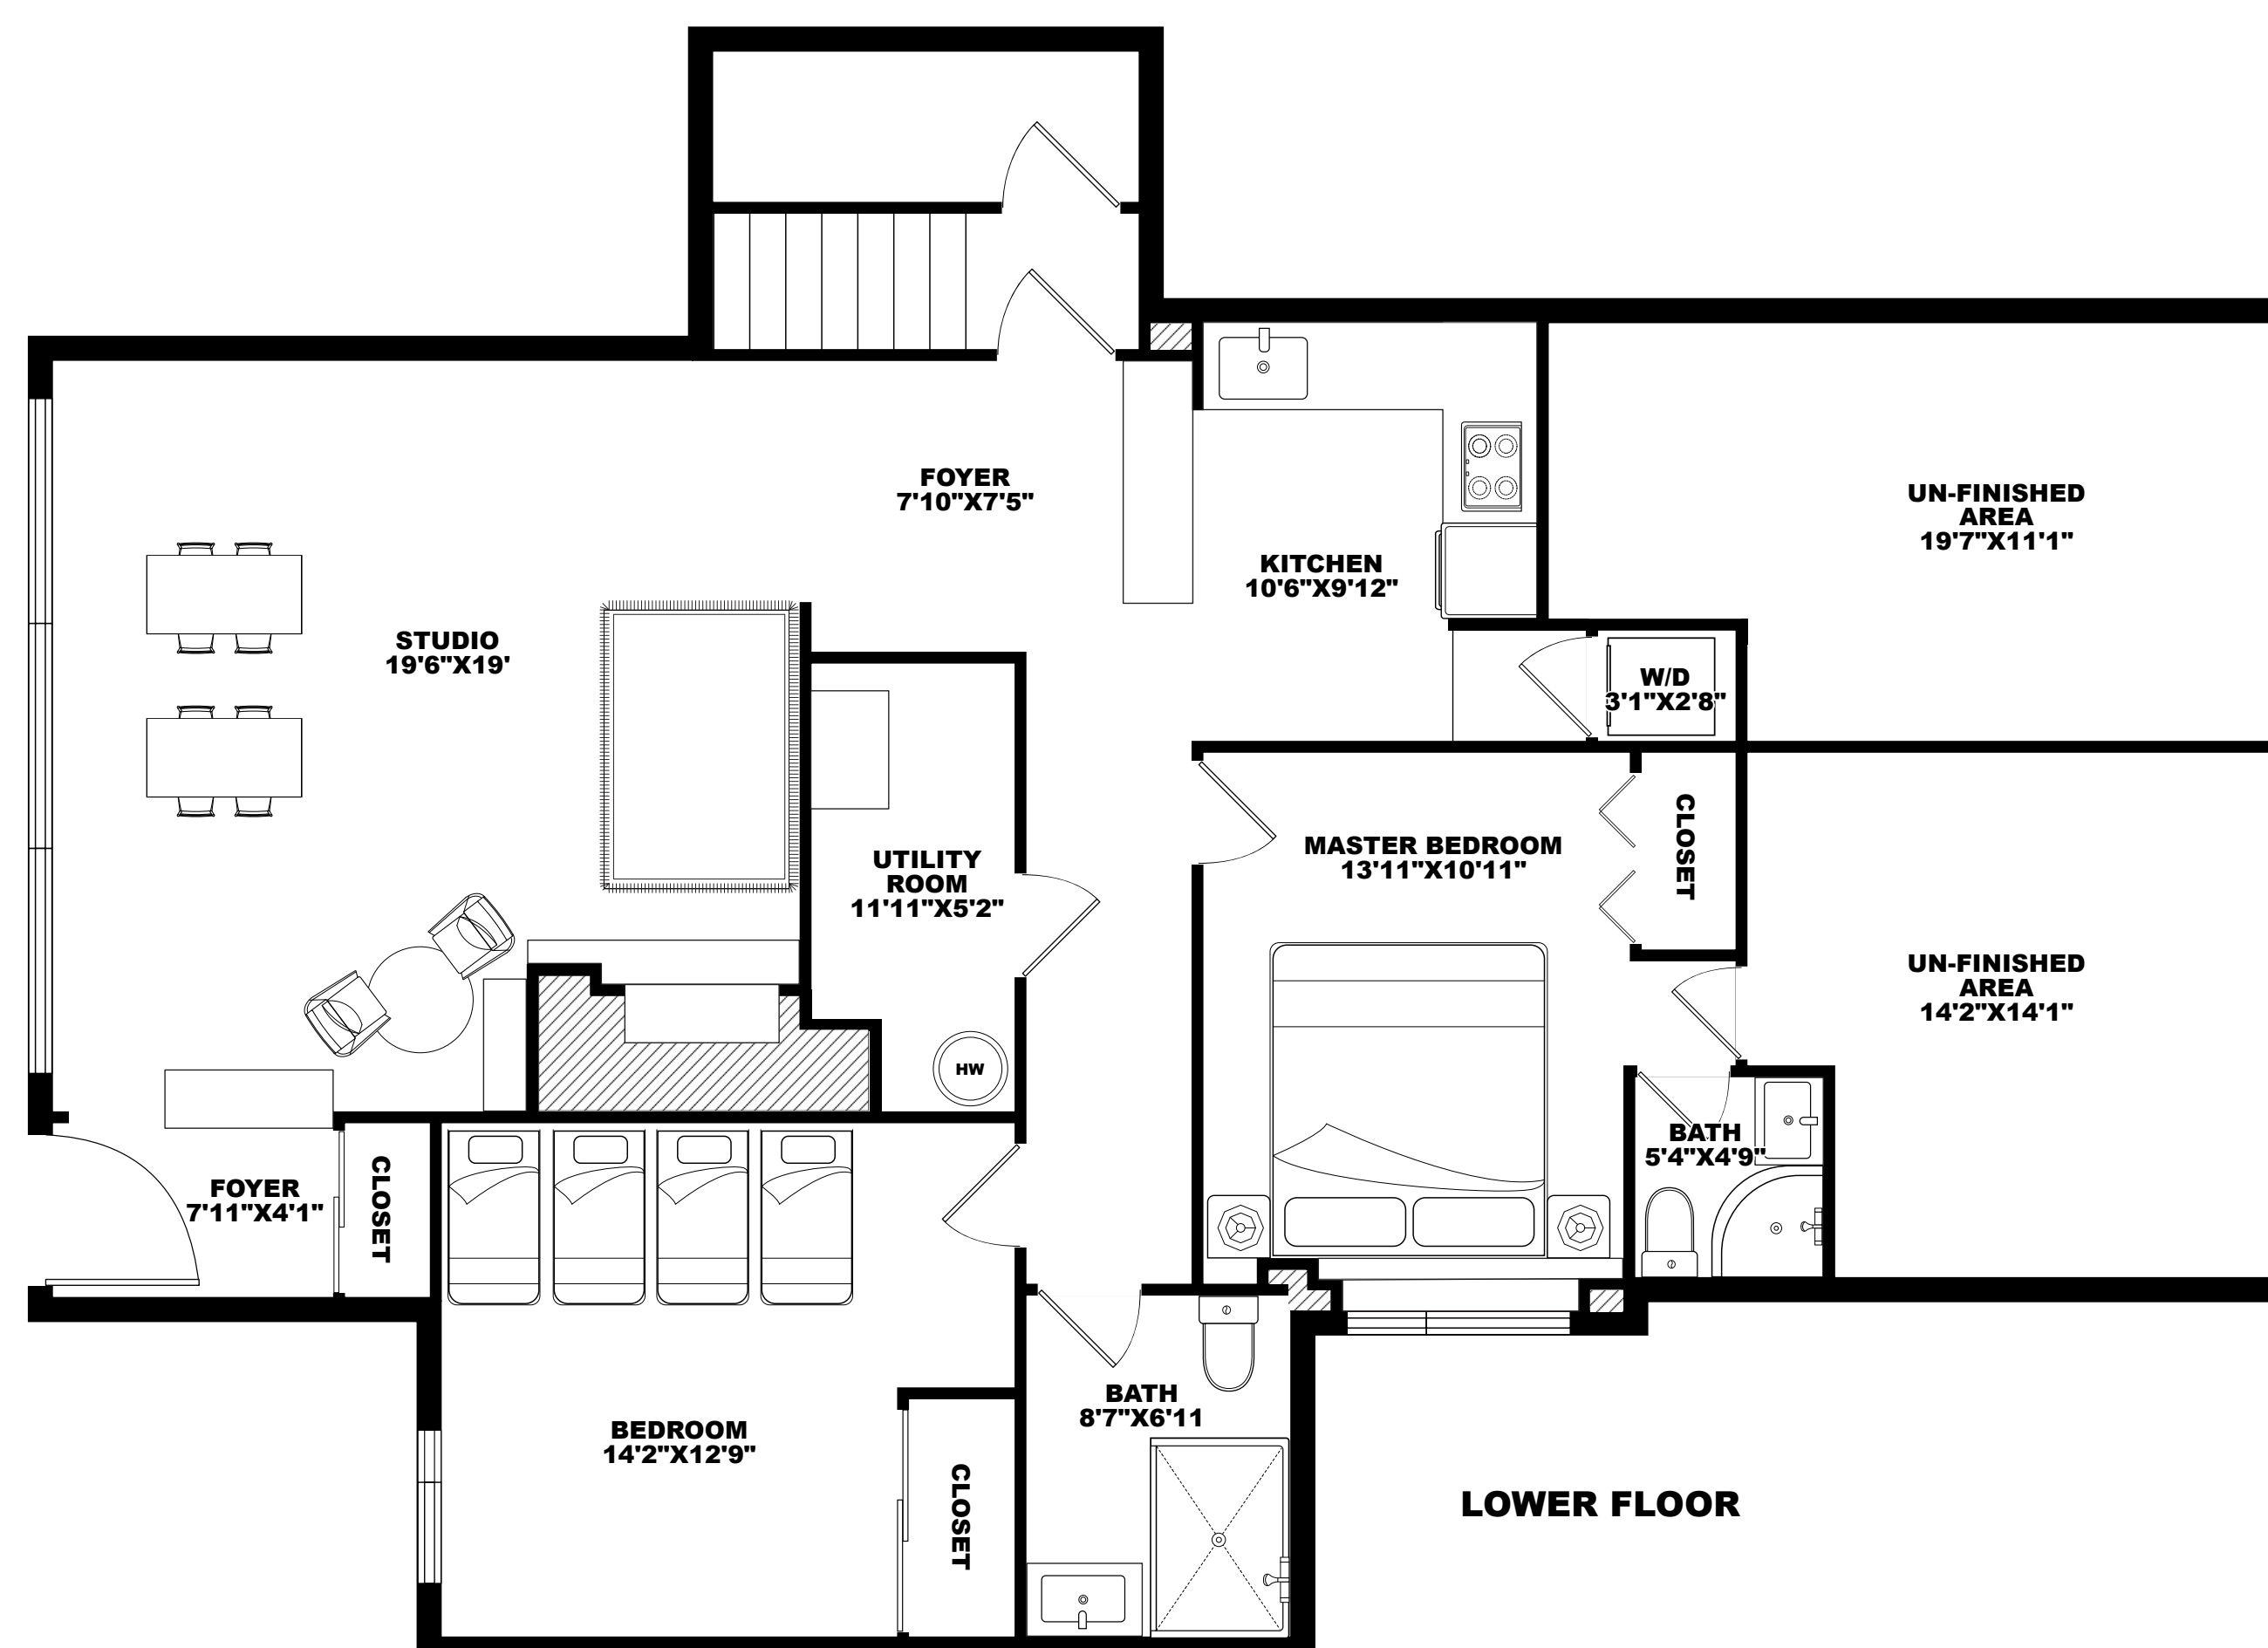 FOYER
7'10"X7'5"
UN-FINISHED
AREA
19'7"X11'1"
KITCHEN
10'6"X9'12"
STUDIO
19'6"X19'
W/D
3'1"X2'8"
MASTER BEDROOM
13'11"X10'11"
CLOSET
UTILITY
ROOM
11'11"X5'2"
UN-FINISHED
AREA
14'2"X14'1"
HW
BATH
5'4"X4'9"
FOYER
7'11"X4'1"
CLOSET
BATH
8'7"X6'11
BEDROOM
14'2"X12'9"
CLOSET
LOWER FLOOR